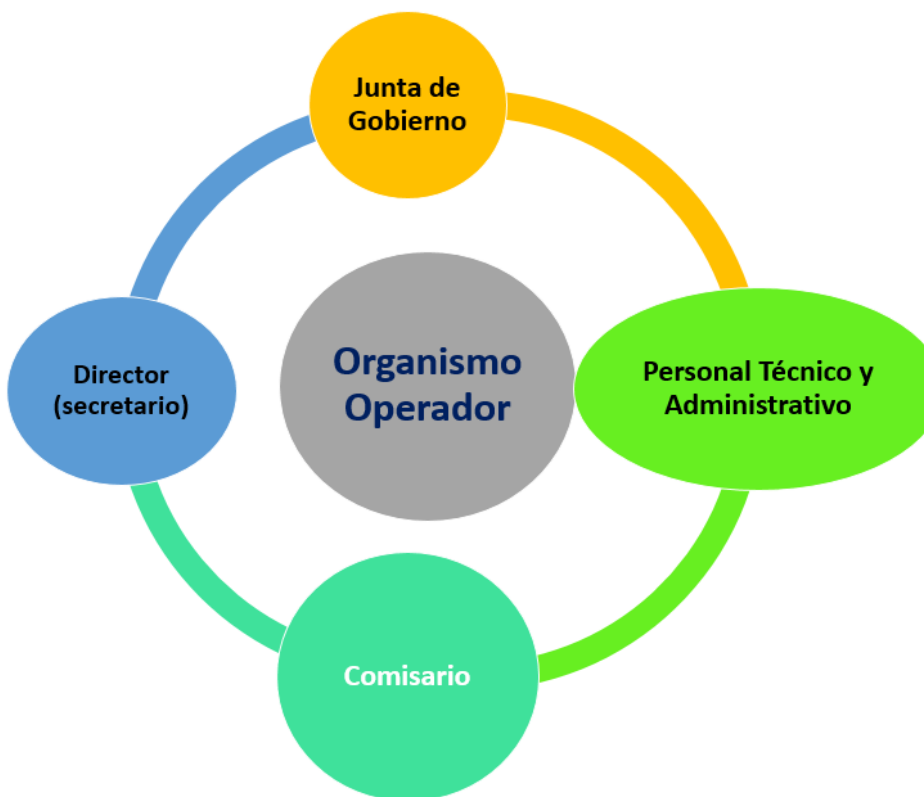 Junta de
Gobierno
Organismo
Operador
Director
(secretario)
Personal Técnico y
Administrativo
Comisario